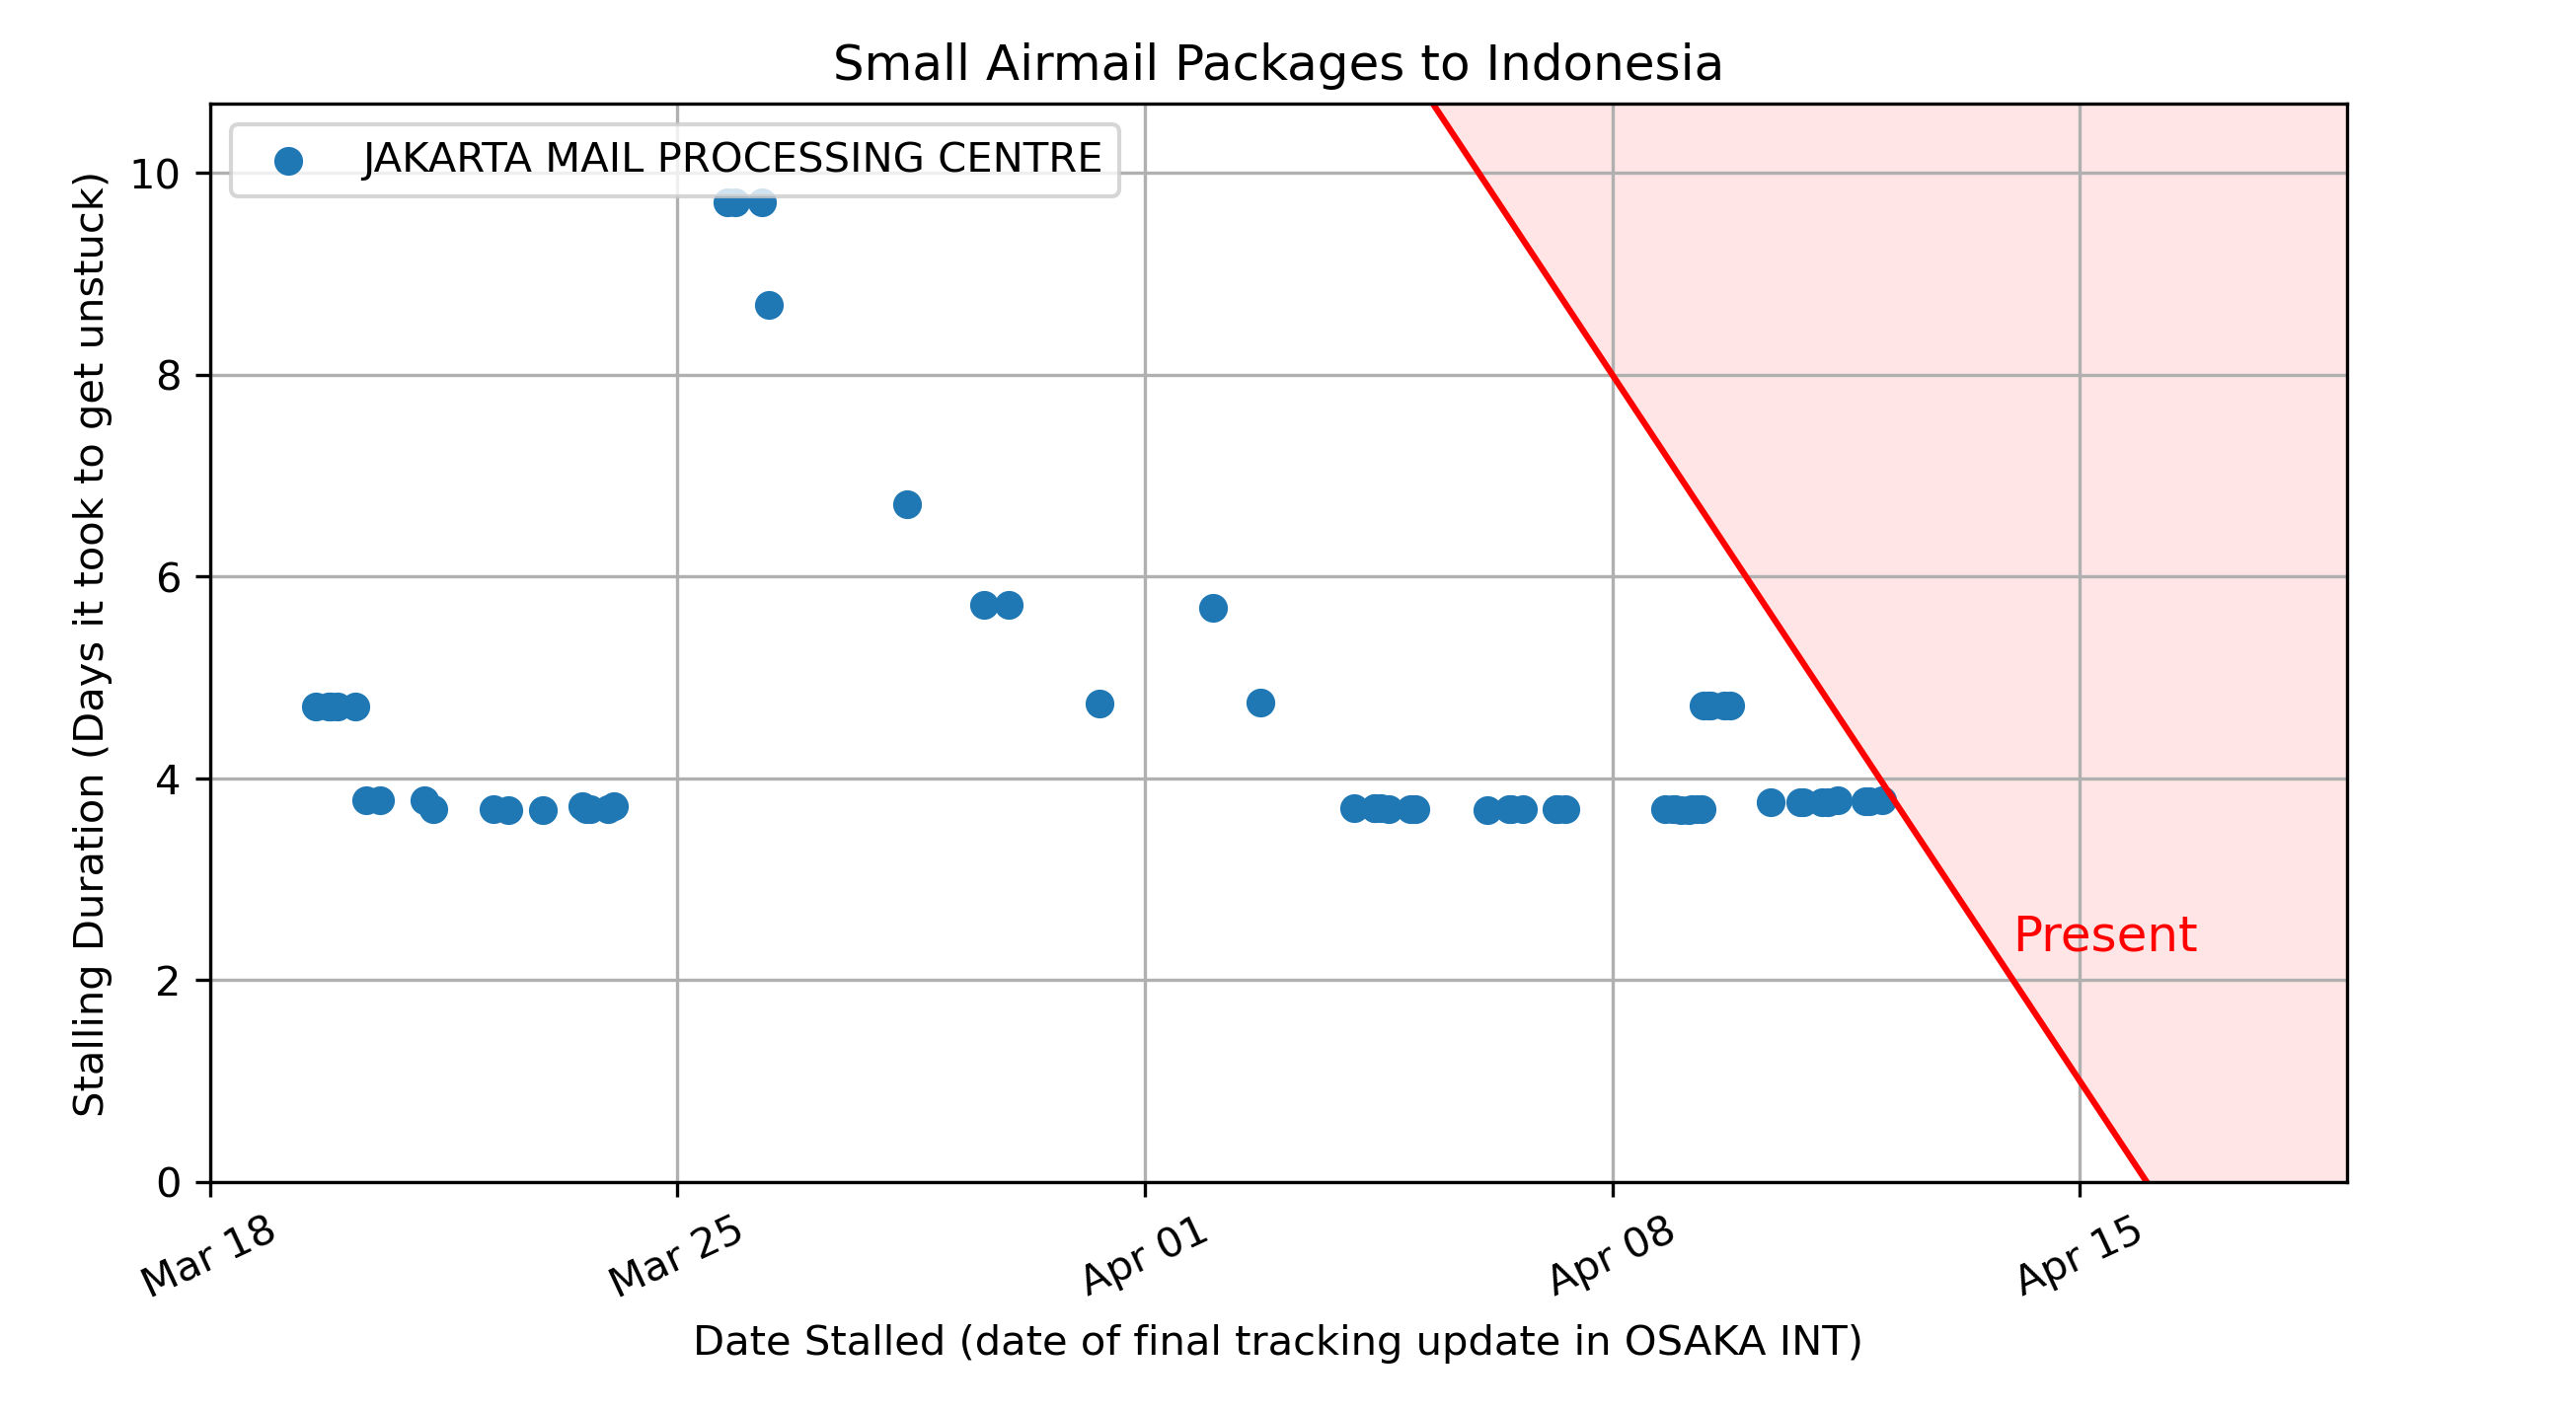 Small Airmail Packages to Indonesia
JAKARTA MAIL PROCESSING CENTRE
Stalling Duration (Days it took to get unstuck)
10
8
6
4
2
0
Present
Mar 18
Mar 25
Apr 01
Apr 08
Apr 15
Date Stalled (date of final tracking update in OSAKA INT)